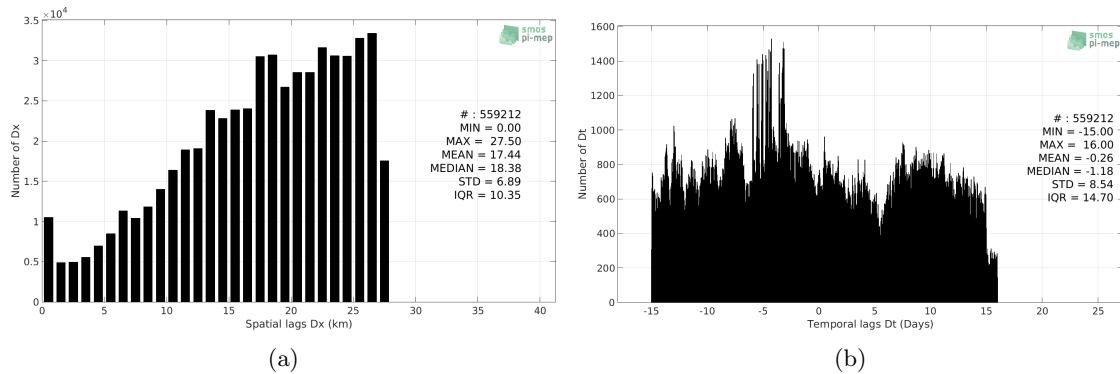 ×10^4
3.5
3
2.5
2
1.5
1
0.5
0
0 5 10 15 20 25 30 35 40
Number of Dx
Spatial lags Dx (km)
smos
pi-mep
# : 559212
MIN = 0.00
MAX = 27.50
MEAN = 17.44
MEDIAN = 18.38
STD = 6.89
IQR = 10.35
(a)
1600
1400
1200
1000
800
600
400
200
0
-15 -10 -5 0 5 10 15 20 25
Number of Dt
Temporal lags Dt (Days)
smos
pi-mep
# : 559212
MIN = -15.00
MAX = 16.00
MEAN = -0.26
MEDIAN = -1.18
STD = 8.54
IQR = 14.70
(b)